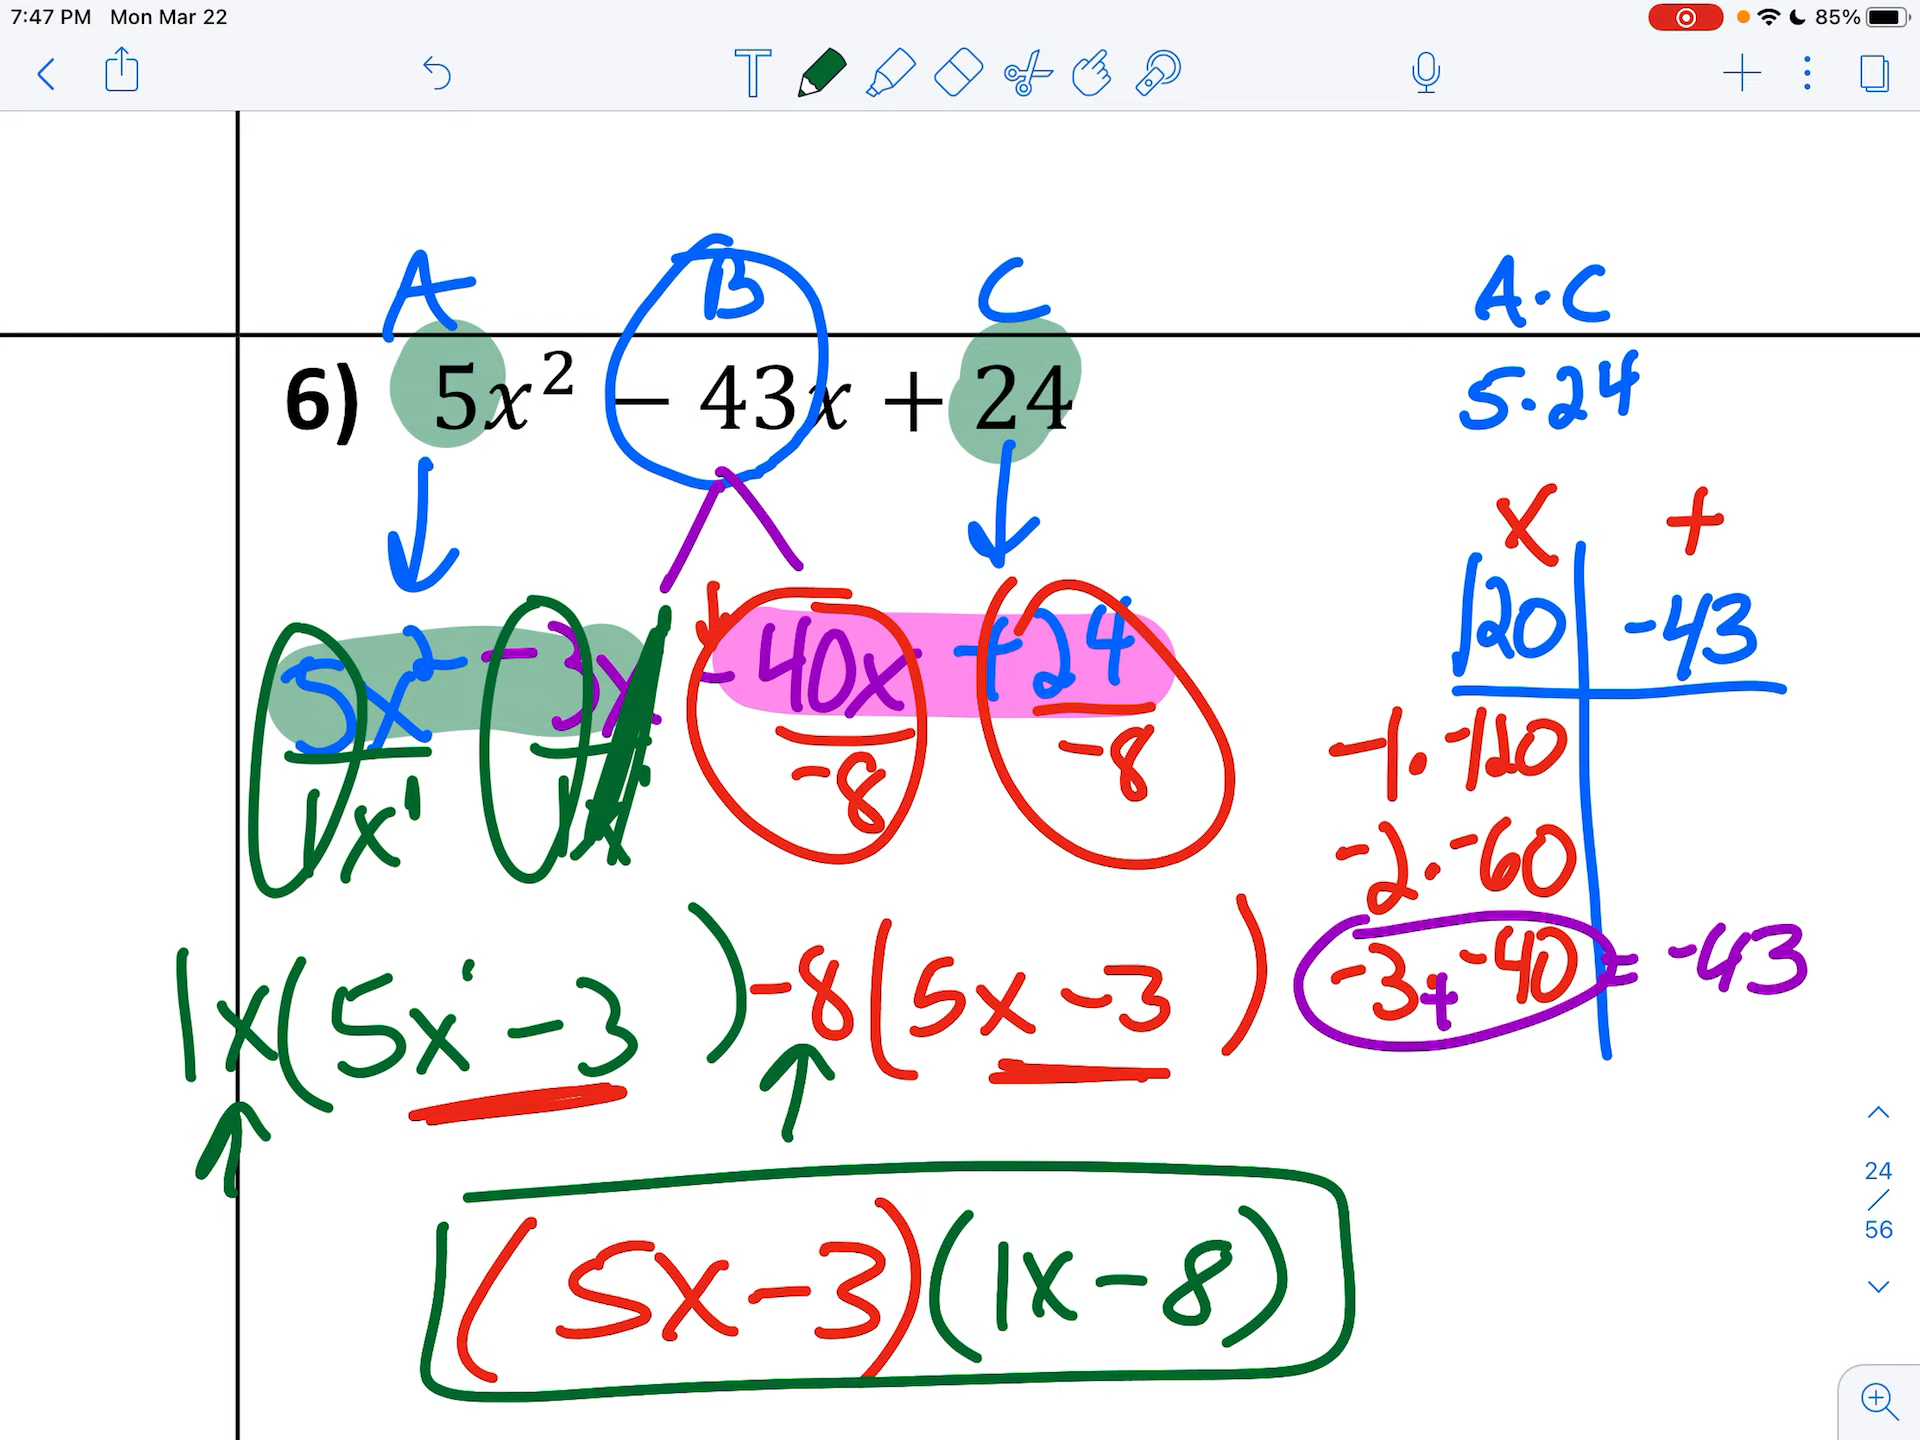 7:47 PM Mon Mar 22 85%
T
A B C A·C
6) 5x² − 43x + 24 5·24
x +
120 -43
5x² - 3x - 40x + 24
1x¹ 1x -8 -8
-1·-120
-2·-60
-3 + -40 = -43
1x(5x - 3) -8(5x - 3)
24
/
56
(5x - 3)(1x - 8)